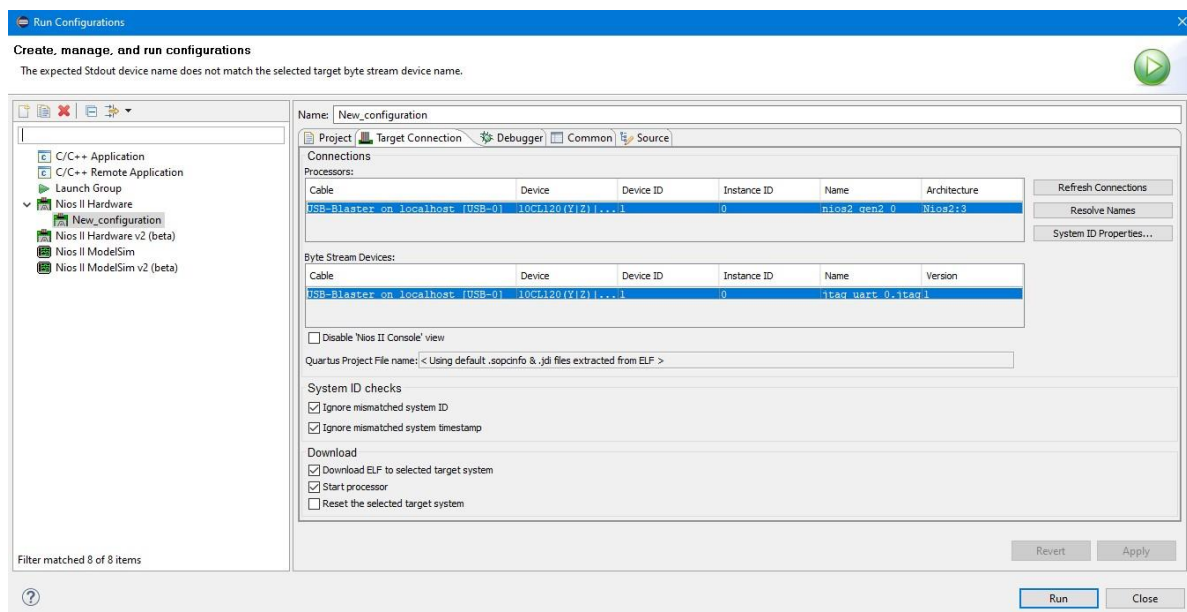 Run Configurations
Create, manage, and run configurations
The expected Stdout device name does not match the selected target byte stream device name.
C/C++ Application
C/C++ Remote Application
Launch Group
Nios II Hardware
New_configuration
Nios II Hardware v2 (beta)
Nios II ModelSim
Nios II ModelSim v2 (beta)
Filter matched 8 of 8 items
Name: New_configuration
Project Target Connection Debugger Common Source
Connections
Processors:
Cable Device Device ID Instance ID Name Architecture
USB-Blaster on localhost [USB-0] 10CL120(Y|Z)|... 1 0 nios2_gen2_0 Nios2:3
Refresh Connections
Resolve Names
System ID Properties...
Byte Stream Devices:
Cable Device Device ID Instance ID Name Version
USB-Blaster on localhost [USB-0] 10CL120(Y|Z)|... 1 0 jtag_uart_0.jtag 1
Disable 'Nios II Console' view
Quartus Project File name: < Using default .sopcinfo & .jdi files extracted from ELF >
System ID checks
Ignore mismatched system ID
Ignore mismatched system timestamp
Download
Download ELF to selected target system
Start processor
Reset the selected target system
Revert Apply
Run Close